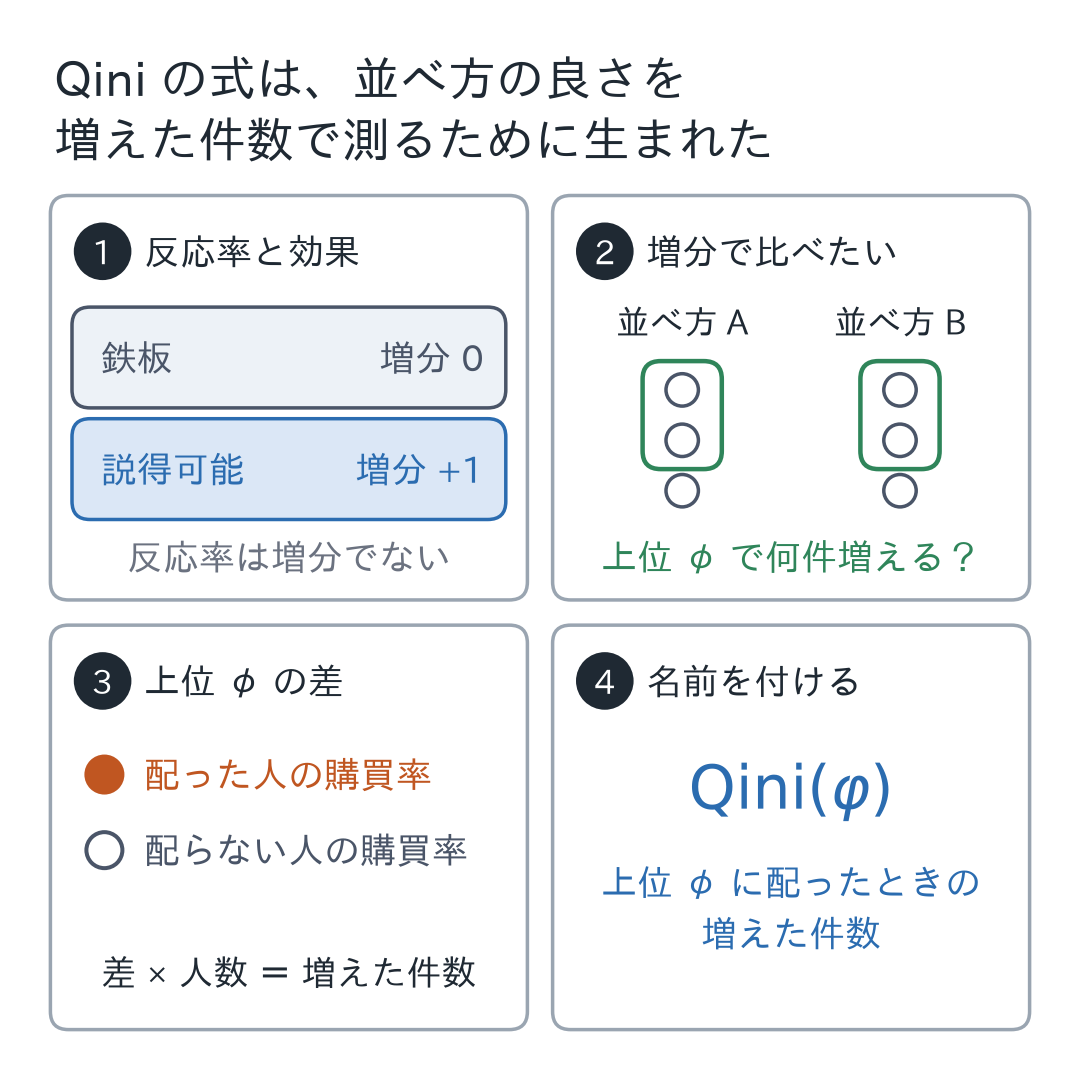 Qini の式は、並べ方の良さを
増えた件数で測るために生まれた
1 反応率と効果
鉄板 増分 0
説得可能 増分 +1
反応率は増分でない
2 増分で比べたい
並べ方 A 並べ方 B
上位 φ で何件増える？
3 上位 φ の差
配った人の購買率
配らない人の購買率
差 × 人数 = 増えた件数
4 名前を付ける
Qini(φ)
上位 φ に配ったときの
増えた件数